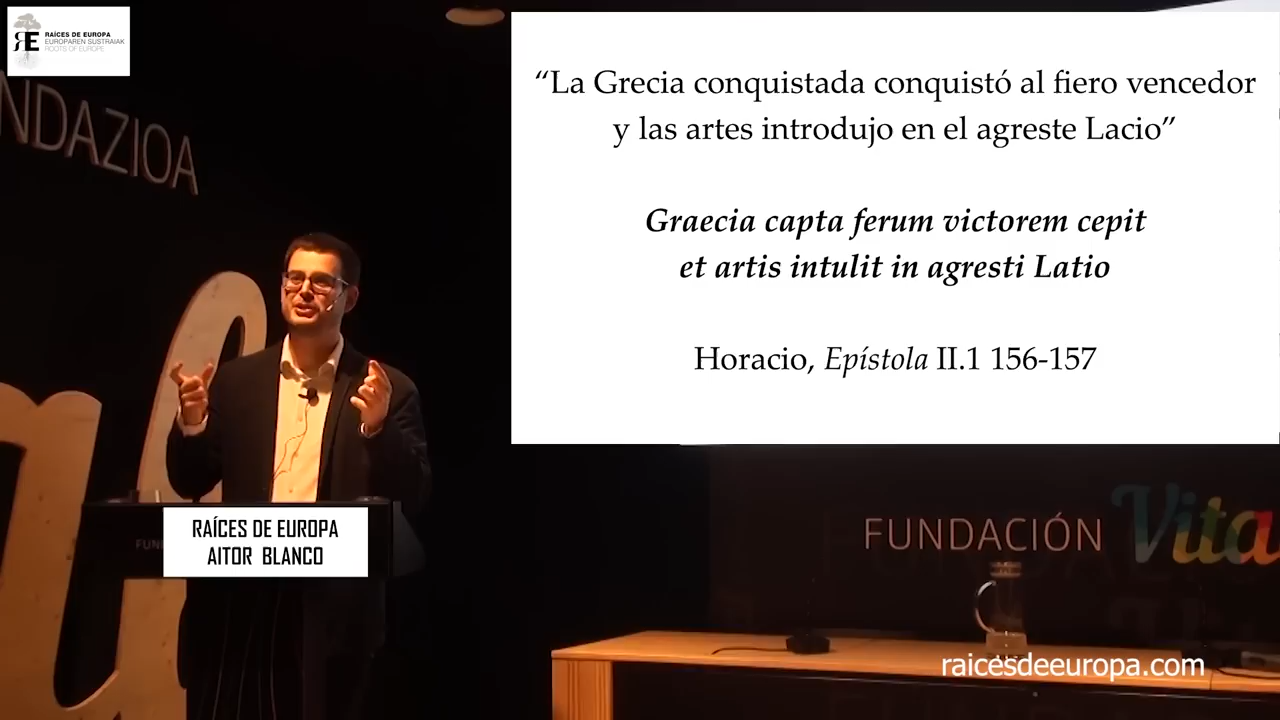 RAÍCES DE EUROPA
EUROPAREN SUSTRAIAK
ROOTS OF EUROPE
NDAZIOA
“La Grecia conquistada conquistó al fiero vencedor
y las artes introdujo en el agreste Lacio”
Graecia capta ferum victorem cepit
et artis intulit in agresti Latio
Horacio, Epístola II.1 156-157
RAÍCES DE EUROPA
AITOR BLANCO
FUN
FUNDACIÓN Vita
raicesdeeuropa.com